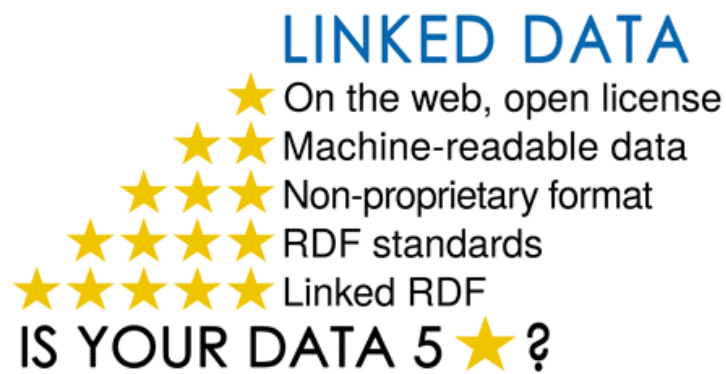 LINKED DATA
★ On the web, open license
★★ Machine-readable data
★★★ Non-proprietary format
★★★★ RDF standards
★★★★★ Linked RDF
IS YOUR DATA 5 ★ ?